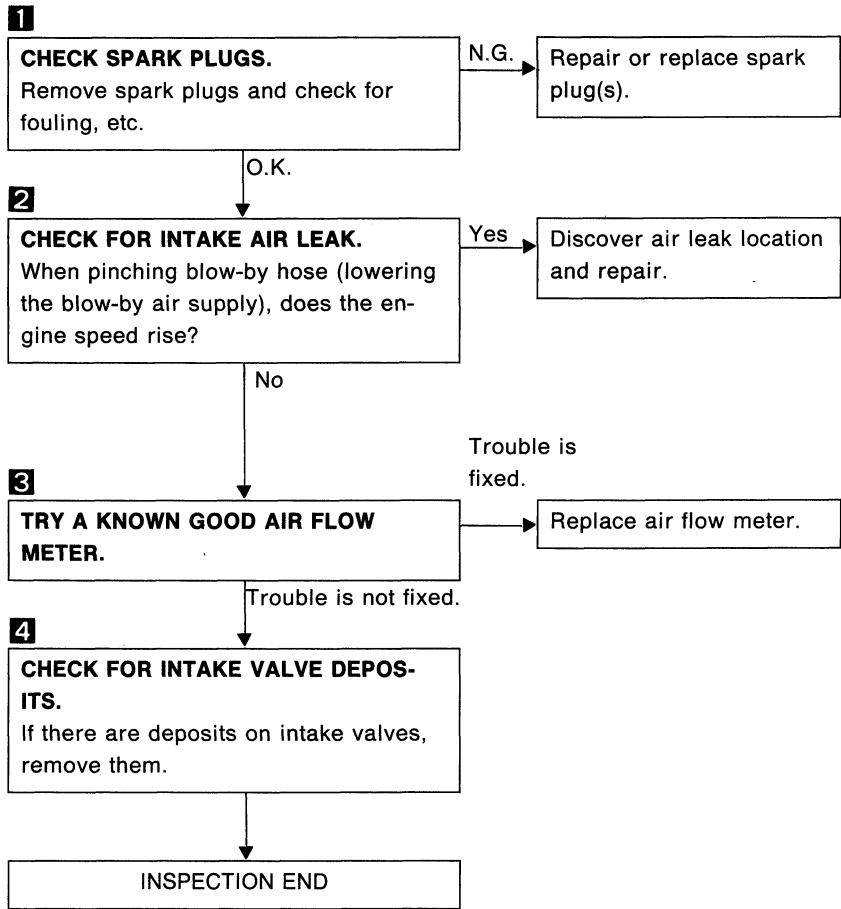 1
CHECK SPARK PLUGS.
Remove spark plugs and check for
fouling, etc.
N.G.
Repair or replace spark
plug(s).
O.K.
2
CHECK FOR INTAKE AIR LEAK.
When pinching blow-by hose (lowering
the blow-by air supply), does the en-
gine speed rise?
Yes
Discover air leak location
and repair.
No
3
TRY A KNOWN GOOD AIR FLOW
METER.
Trouble is
fixed.
Replace air flow meter.
Trouble is not fixed.
4
CHECK FOR INTAKE VALVE DEPOS-
ITS.
If there are deposits on intake valves,
remove them.
INSPECTION END